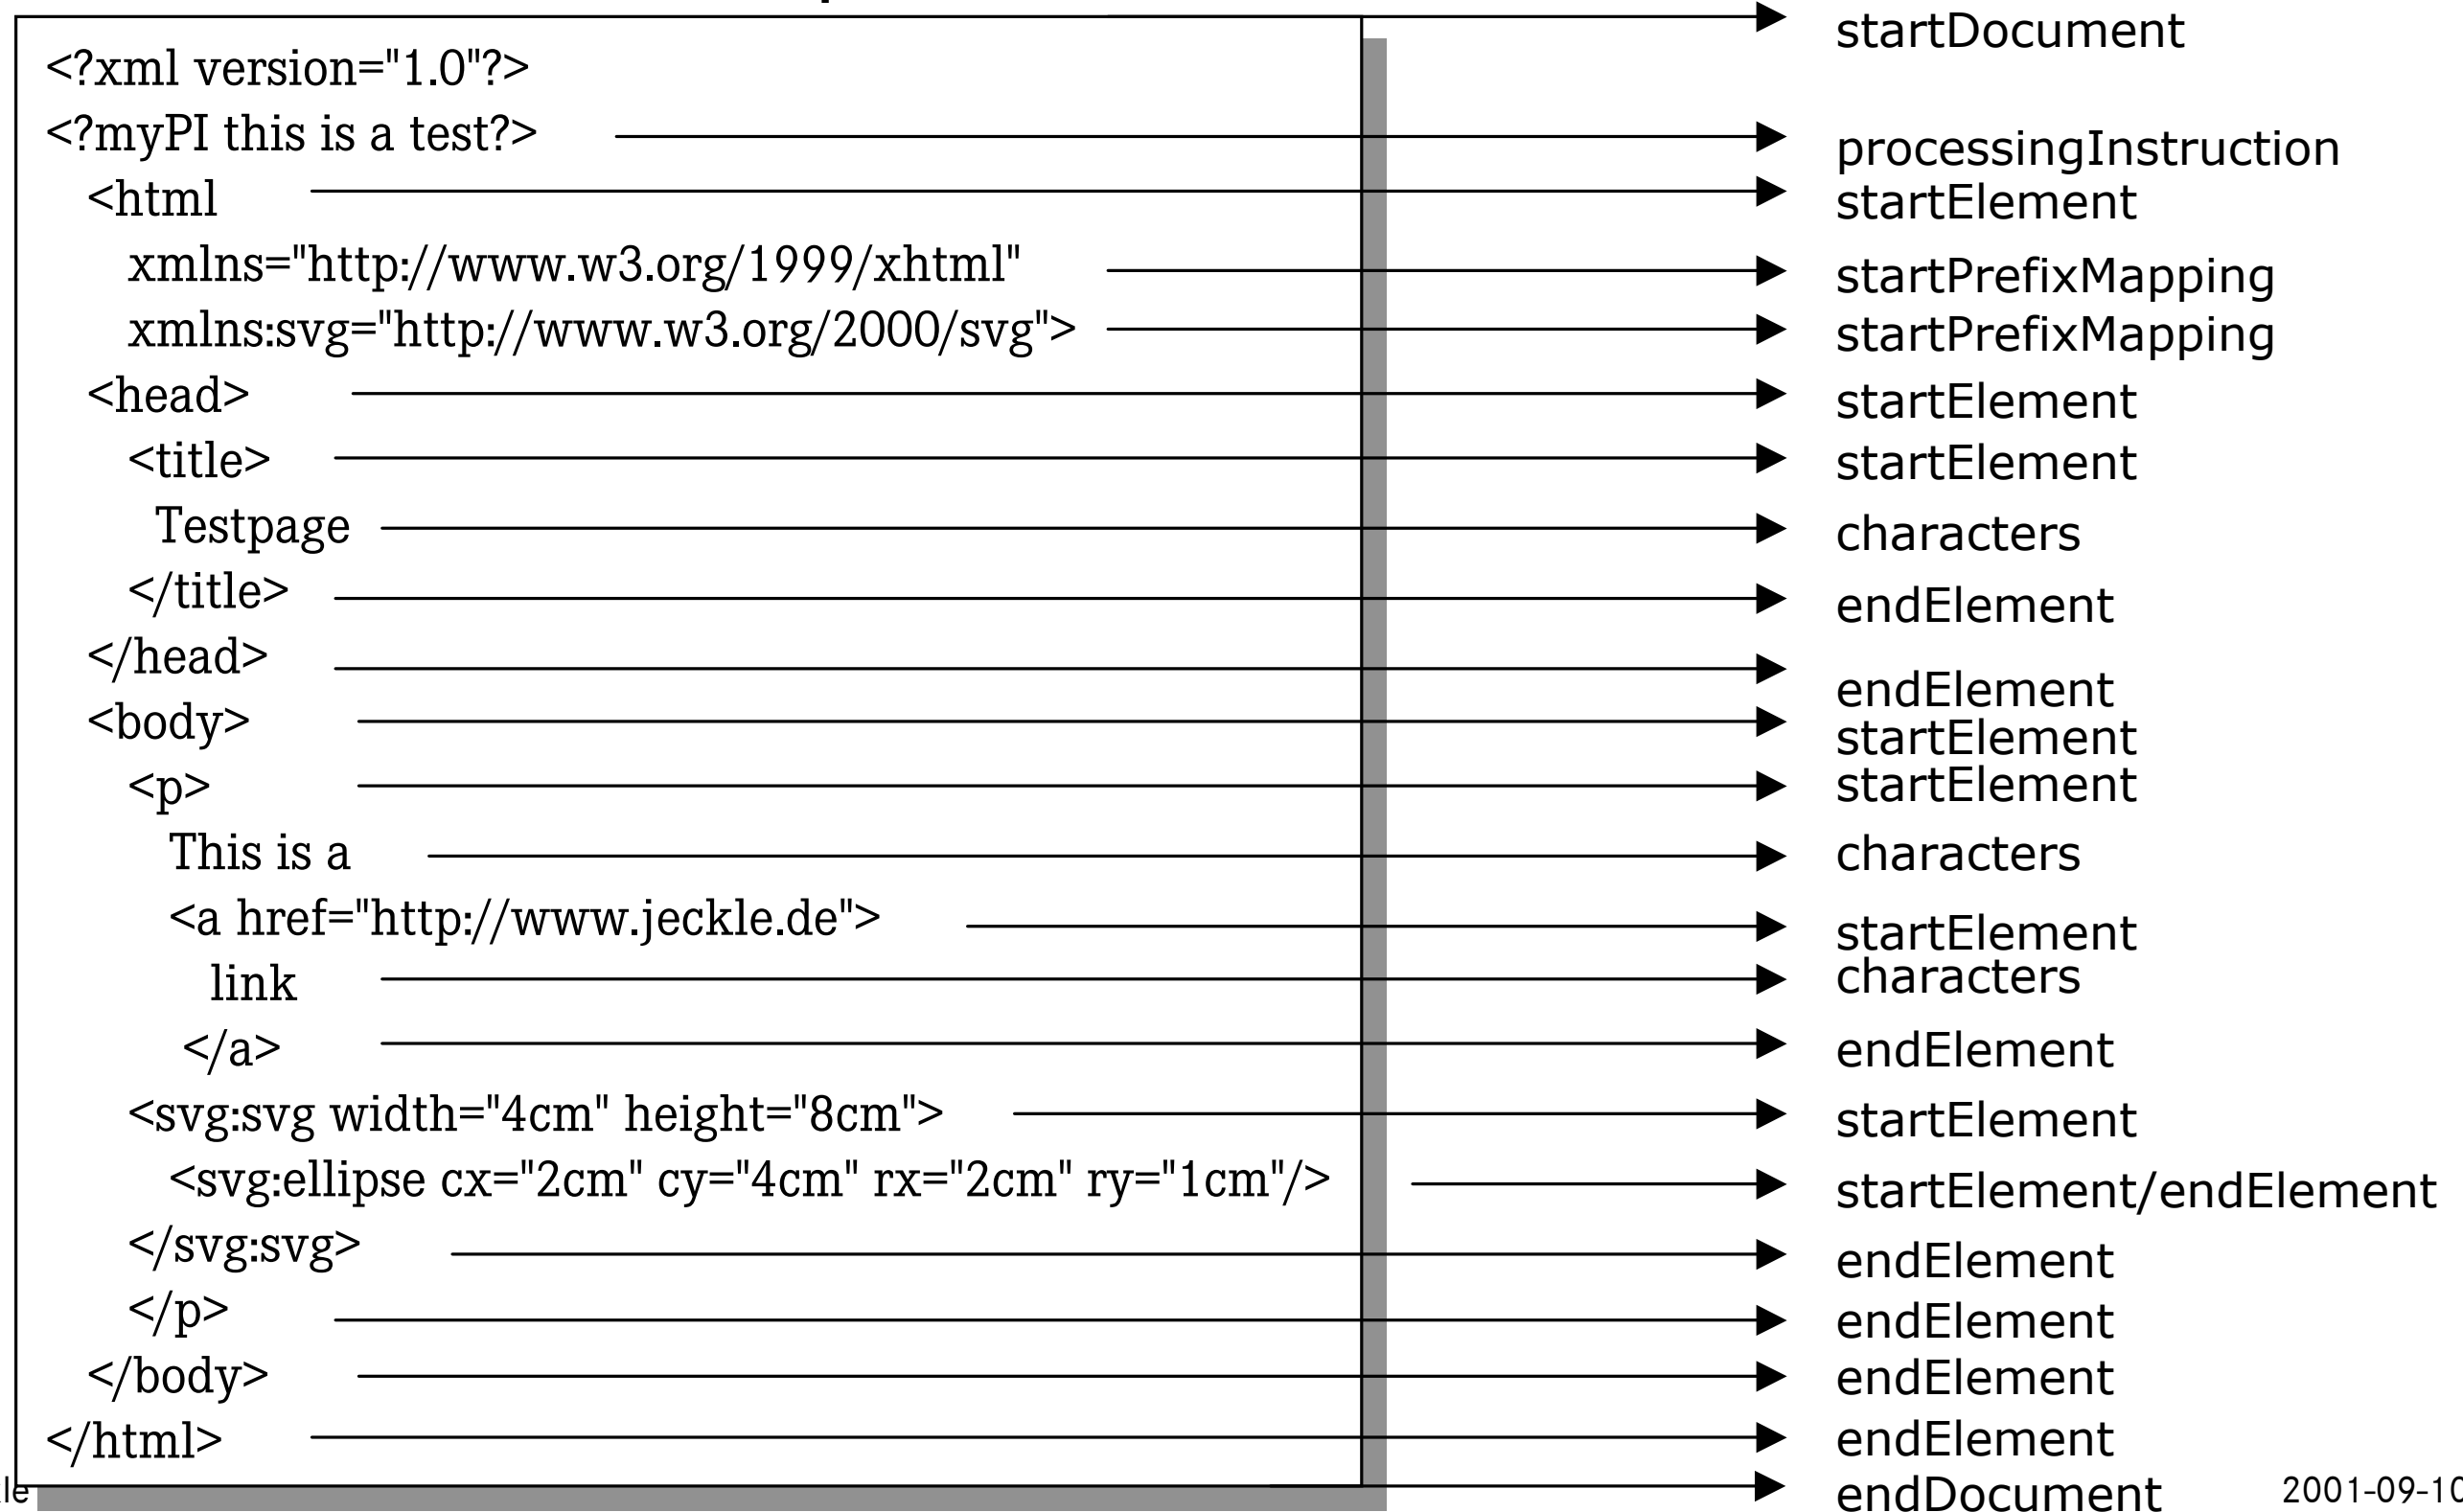 startDocument
<?xml version="1.0"?>
<?myPI this is a test?> processingInstruction
<html startElement
xmlns="http://www.w3.org/1999/xhtml" startPrefixMapping
xmlns:svg="http://www.w3.org/2000/svg"> startPrefixMapping
<head> startElement
<title> startElement
Testpage characters
</title> endElement
</head> endElement
<body> startElement
<p> startElement
This is a characters
<a href="http://www.jeckle.de"> startElement
link characters
</a> endElement
<svg:svg width="4cm" height="8cm"> startElement
<svg:ellipse cx="2cm" cy="4cm" rx="2cm" ry="1cm"/> startElement/endElement
</svg:svg> endElement
</p> endElement
</body> endElement
</html> endElement
endDocument
le 2001-09-10